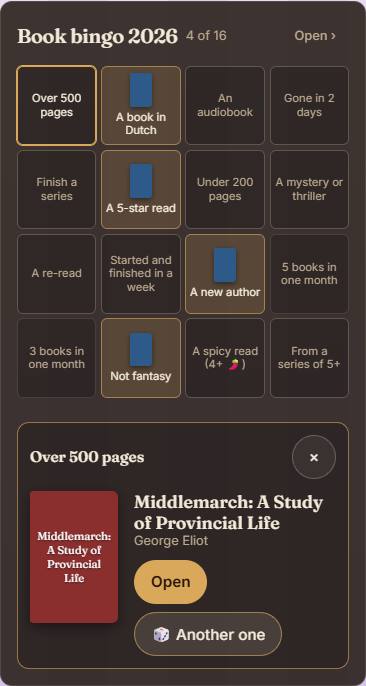 Book bingo 2026 4 of 16 Open ›
Over 500
pages
A book in
Dutch
An
audiobook
Gone in 2
days
Finish a
series
A 5-star read
Under 200
pages
A mystery or
thriller
A re-read
Started and
finished in a
week
A new author
5 books in
one month
3 books in
one month
Not fantasy
A spicy read
(4+ 🌶️)
From a
series of 5+
Over 500 pages
×
Middlemarch:
A Study of
Provincial
Life
Middlemarch: A Study
of Provincial Life
George Eliot
Open
🎲 Another one